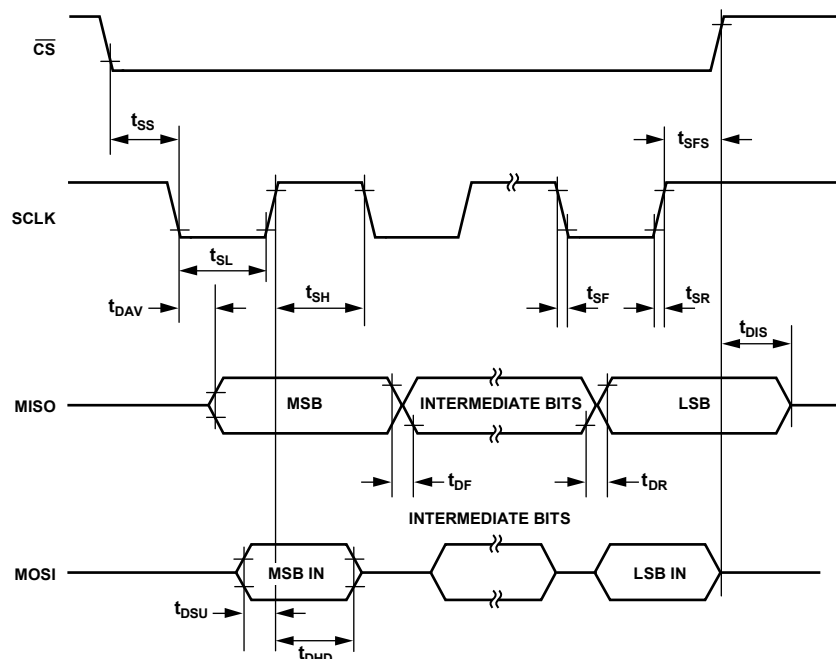 CS
tSS
tSFS
SCLK
tSL
tSH
tSF
tSR
tDAV
tDIS
MISO
MSB
INTERMEDIATE BITS
LSB
tDF
tDR
INTERMEDIATE BITS
MOSI
MSB IN
LSB IN
tDSU
tDHD